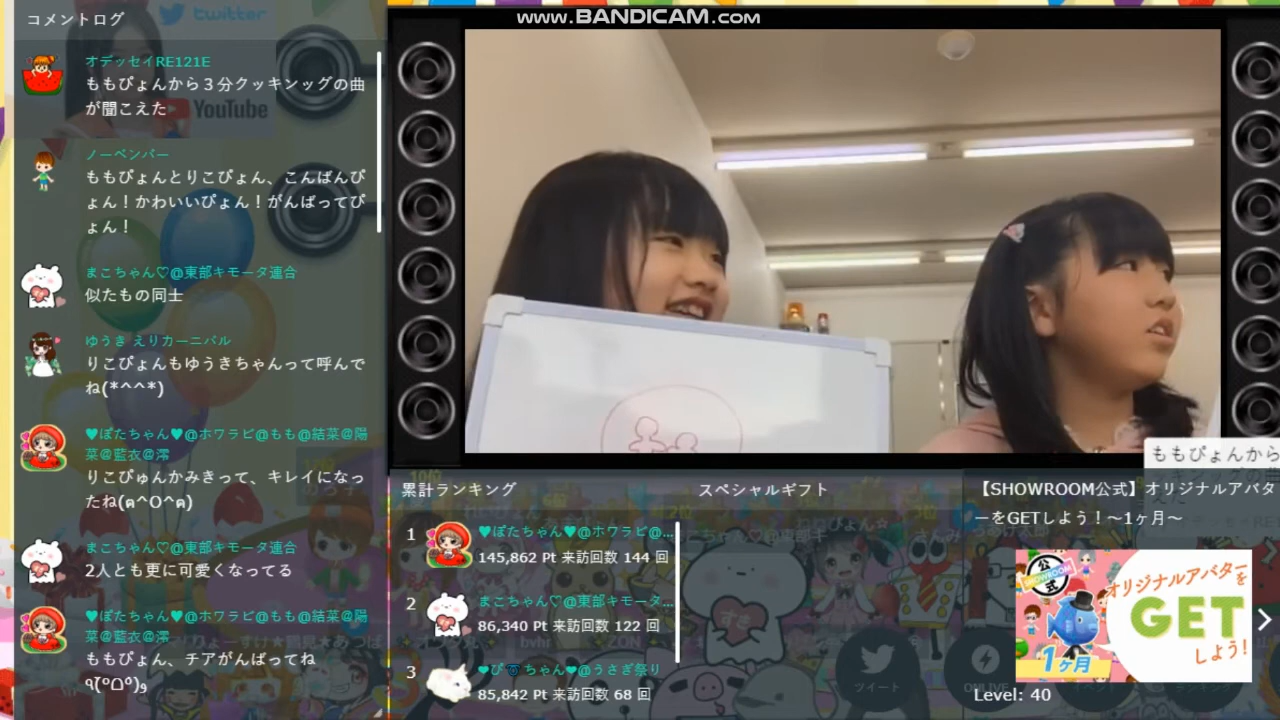 コメントログ
twitter
オデッセイRE121E
ももぴょんから３分クッキンッグの曲
が聞こえた
YouTube
ノーベンバー
ももぴょんとりこぴょん、こんばんぴ
ょん！かわいいぴょん！がんばってぴ
ょん！
まこちゃん♡@東部キモータ連合
似たもの同士
ゆうき えりカーニバル
りこぴょんもゆうきちゃんって呼んで
ね(*^^*)
♥ぽたちゃん♥@ホワラビ@もも@結菜@陽
菜@藍衣@澪
りこぴゅんかみきって、キレイになっ
たね(ฅ^O^ฅ)
まこちゃん♡@東部キモータ連合
2人とも更に可愛くなってる
♥ぽたちゃん♥@ホワラビ@もも@結菜@陽
菜@藍衣@澪
ももぴょん、チアがんばってね
www.BANDICAM.com
ももぴょんから
累計ランキング
スペシャルギフト
1
♥ぽたちゃん♥@ホワラビ@...
145,862 Pt 来訪回数 144 回
2
まこちゃん♡@東部キモータ...
86,340 Pt 来訪回数 122 回
3
85,842 Pt 来訪回数 68 回
すき
ツイート
ONLIVE
【SHOWROOM公式】オリジナルアバタ
ーをGETしよう！～1ヶ月～
SHOWROOM
公式
オリジナルアバターを
GET
しよう!
1ヶ月
Level: 40